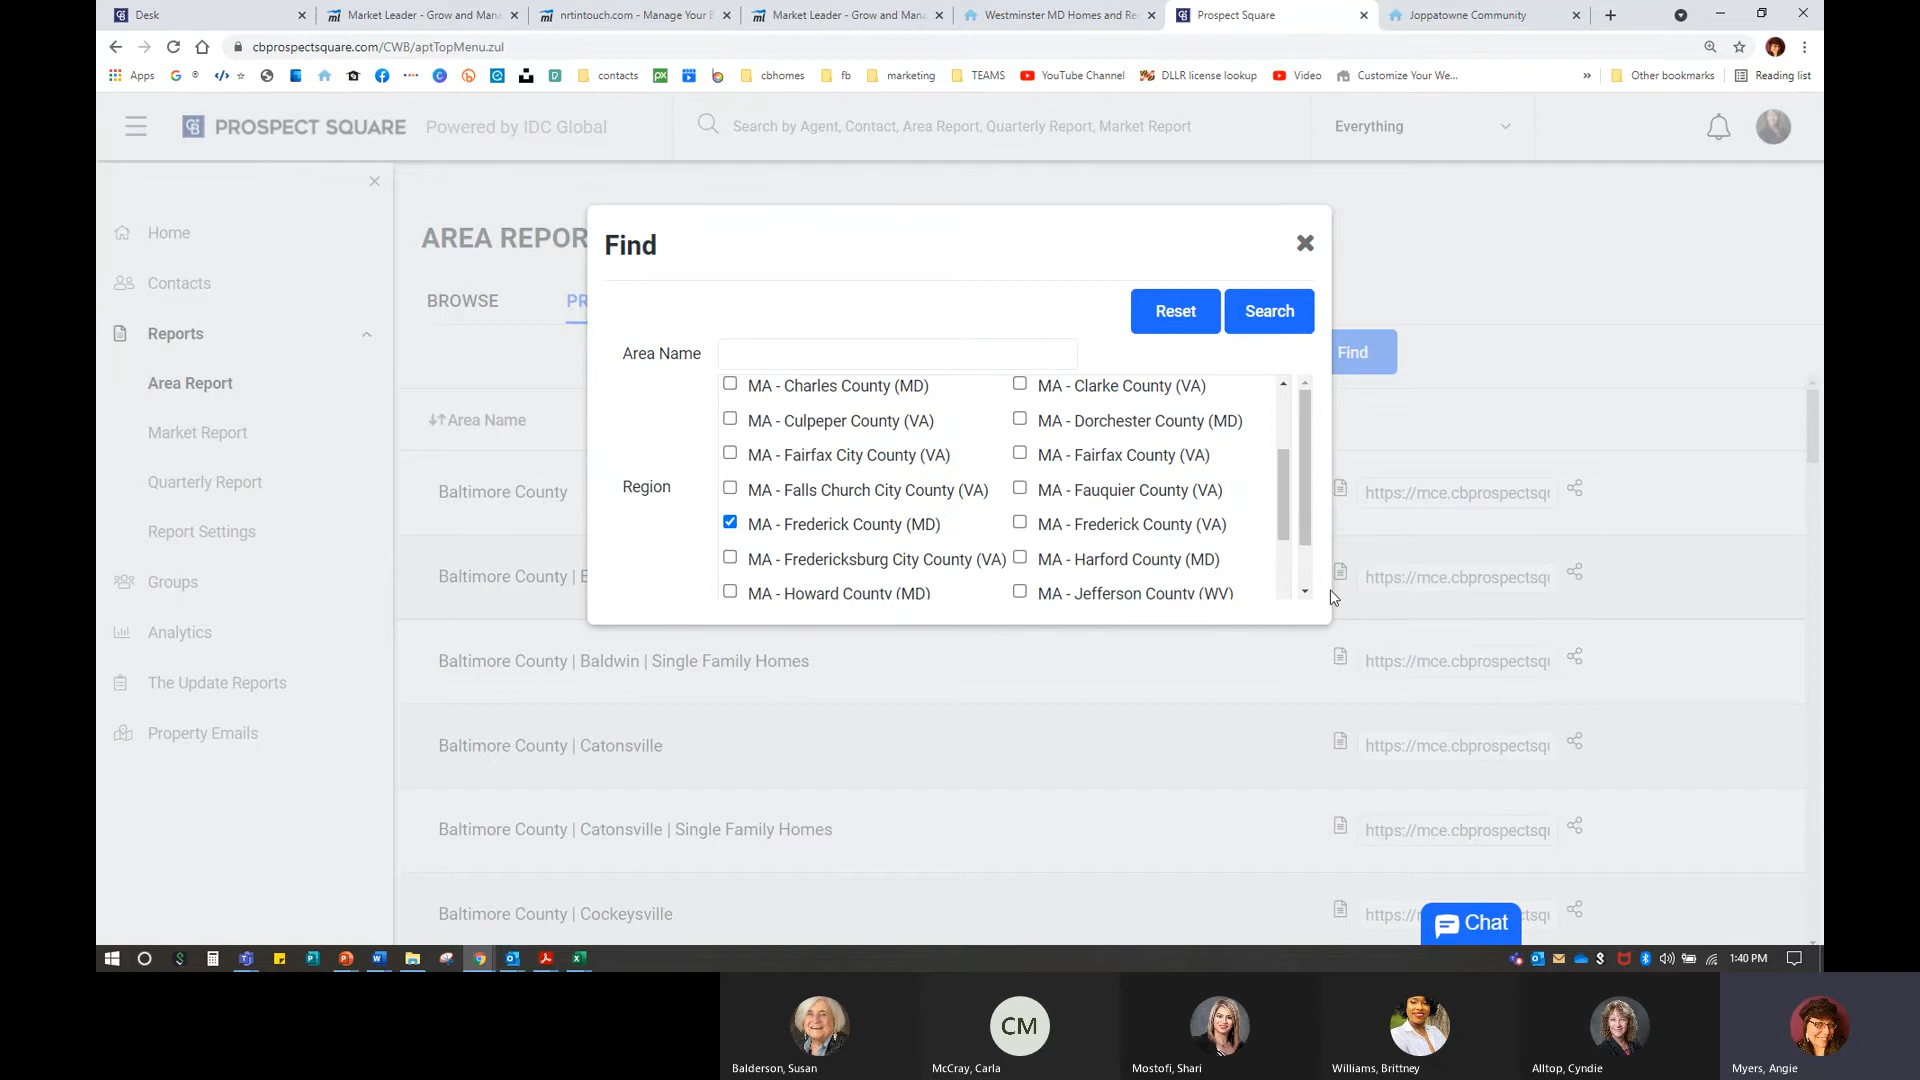 Desk
Market Leader - Grow and Mana
nrtintouch.com - Manage Your B
Market Leader - Grow and Mana
Westminster MD Homes and Re
Prospect Square
Joppatowne Community
cbprospectsquare.com/CWB/aptTopMenu.zul
Apps
contacts
cbhomes
fb
marketing
TEAMS
YouTube Channel
DLLR license lookup
Video
Customize Your We...
»
Other bookmarks
Reading list
PROSPECT SQUARE
Powered by IDC Global
Search by Agent, Contact, Area Report, Quarterly Report, Market Report
Everything
Home
Contacts
Reports
Area Report
Market Report
Quarterly Report
Report Settings
Groups
Analytics
The Update Reports
Property Emails
AREA REPOR
BROWSE
PR
Find
Area Name
Find
Reset
Search
Area Name
Region
MA - Charles County (MD)
MA - Clarke County (VA)
MA - Culpeper County (VA)
MA - Dorchester County (MD)
MA - Fairfax City County (VA)
MA - Fairfax County (VA)
MA - Falls Church City County (VA)
MA - Fauquier County (VA)
MA - Frederick County (MD)
MA - Frederick County (VA)
MA - Fredericksburg City County (VA)
MA - Harford County (MD)
MA - Howard County (MD)
MA - Jefferson County (WV)
Baltimore County
https://mce.cbprospectsqu
Baltimore County | E
https://mce.cbprospectsqu
Baltimore County | Baldwin | Single Family Homes
https://mce.cbprospectsqu
Baltimore County | Catonsville
https://mce.cbprospectsqu
Baltimore County | Catonsville | Single Family Homes
https://mce.cbprospectsqu
Baltimore County | Cockeysville
Chat
1:40 PM
CM
Balderson, Susan
McCray, Carla
Mostofi, Shari
Williams, Brittney
Alltop, Cyndie
Myers, Angie